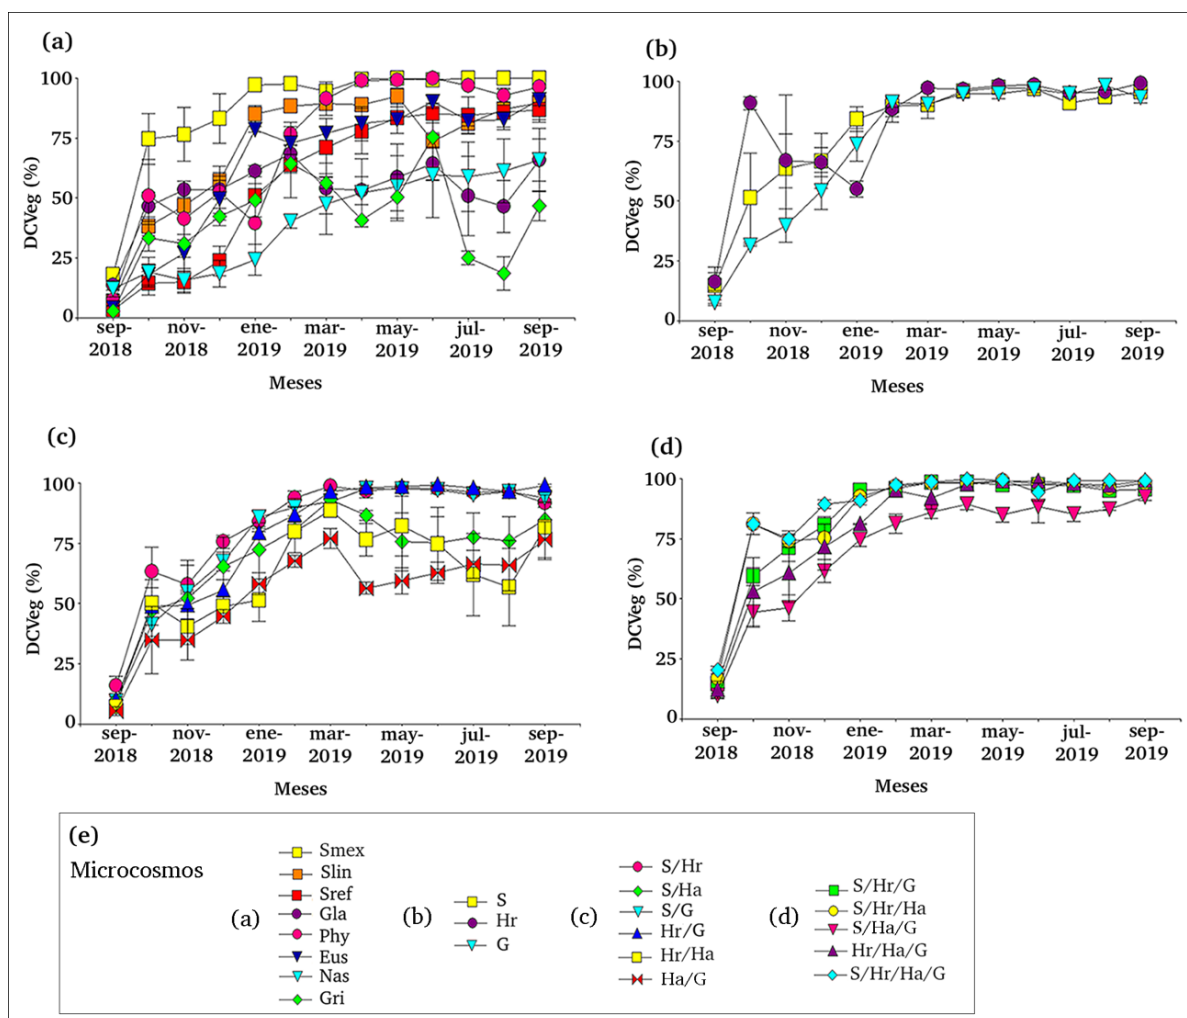 (a)
100
75
50
25
0
DCVeg (%)
sep-
2018
nov-
2018
ene-
2019
mar-
2019
may-
2019
jul-
2019
sep-
2019
Meses
(b)
100
75
50
25
0
DCVeg (%)
sep-
2018
nov-
2018
ene-
2019
mar-
2019
may-
2019
jul-
2019
sep-
2019
Meses
(c)
100
75
50
25
0
DCVeg (%)
sep-
2018
nov-
2018
ene-
2019
mar-
2019
may-
2019
jul-
2019
sep-
2019
Meses
(d)
100
75
50
25
0
DCVeg (%)
sep-
2018
nov-
2018
ene-
2019
mar-
2019
may-
2019
jul-
2019
sep-
2019
Meses
(e)
Microcosmos
(a)
Smex
Slin
Sref
Gla
Phy
Eus
Nas
Gri
(b)
S
Hr
G
(c)
S/Hr
S/Ha
S/G
Hr/G
Hr/Ha
Ha/G
(d)
S/Hr/G
S/Hr/Ha
S/Ha/G
Hr/Ha/G
S/Hr/Ha/G